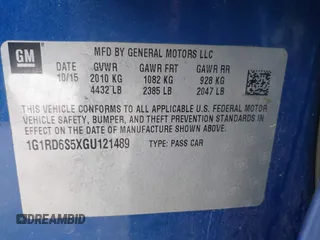 GM
MFD BY GENERAL MOTORS LLC
DATE GVWR GAWR FRT GAWR RR
10/15 2010 KG 1082 KG 928 KG
4432 LB 2385 LB 2047 LB
THIS VEHICLE CONFORMS TO ALL APPLICABLE U.S. FEDERAL MOTOR
VEHICLE SAFETY, BUMPER, AND THEFT PREVENTION STANDARDS
IN EFFECT ON THE DATE OF MANUFACTURE SHOWN ABOVE.
1G1RD6S5XGU121489 TYPE: PASS CAR
DREAMBID